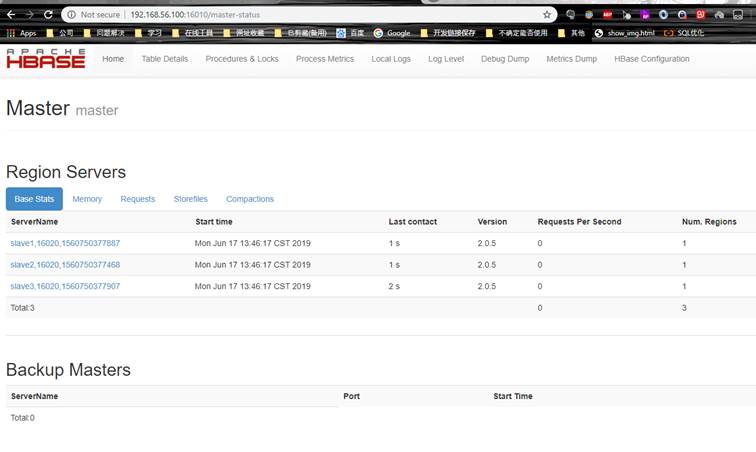 Not secure | 192.168.56.100:16010/master-status
Apps 公司 问题解决 学习 在线工具 网址收藏 已剪藏(备用) 百度 Google 开发链接保存 不确定能否使用 其他 show_img.html SQL优化
APACHE
HBASE
Home Table Details Procedures & Locks Process Metrics Local Logs Log Level Debug Dump Metrics Dump HBase Configuration
Master master
Region Servers
Base Stats Memory Requests Storefiles Compactions
ServerName Start time Last contact Version Requests Per Second Num. Regions
slave1,16020,1560750377887 Mon Jun 17 13:46:17 CST 2019 1 s 2.0.5 0 1
slave2,16020,1560750377468 Mon Jun 17 13:46:17 CST 2019 1 s 2.0.5 0 1
slave3,16020,1560750377907 Mon Jun 17 13:46:17 CST 2019 2 s 2.0.5 0 1
Total:3 0 3
Backup Masters
ServerName Port Start Time
Total:0